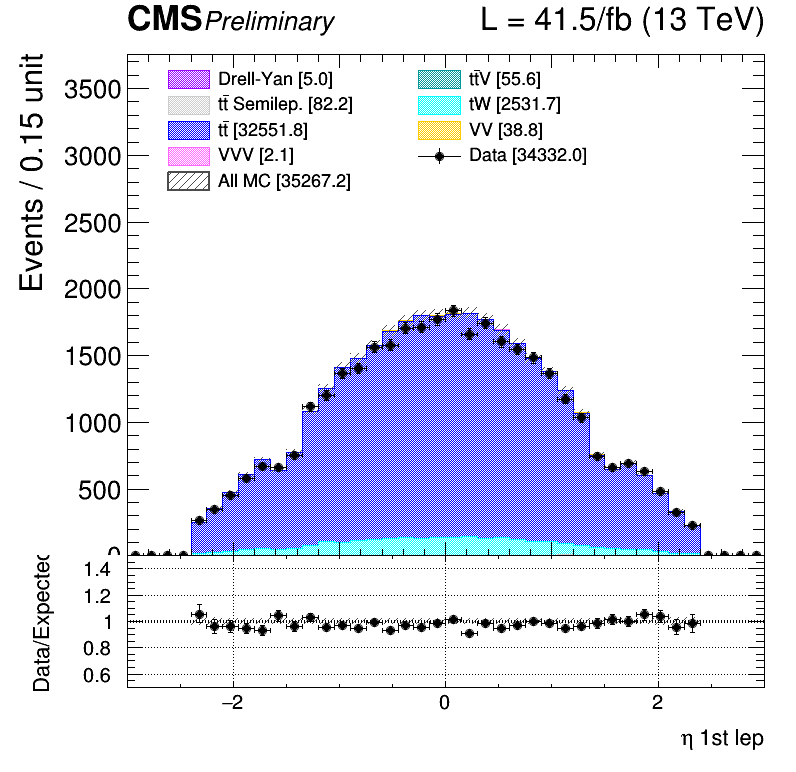 CMS Preliminary L = 41.5/fb (13 TeV)
Events / 0.15 unit
3500
3000
2500
2000
1500
1000
500
0
Drell-Yan [5.0]
tt̄ Semilep. [82.2]
tt̄ [32551.8]
VVV [2.1]
All MC [35267.2]
tt̄V [55.6]
tW [2531.7]
VV [38.8]
Data [34332.0]
Data/Expected
1.4
1.2
1
0.8
0.6
−2 0 2
η 1st lep